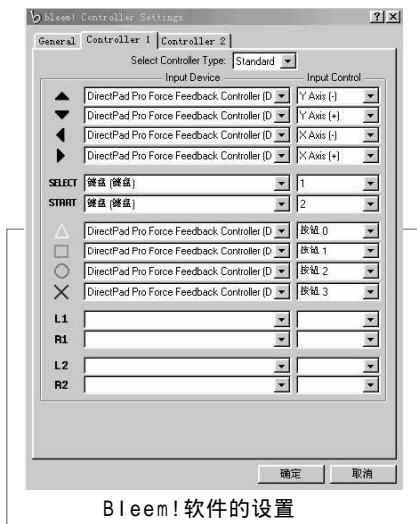 bleem! Controller Settings
General Controller 1 Controller 2
Select Controller Type: Standard
Input Device Input Control
DirectPad Pro Force Feedback Controller (D Y Axis (-)
DirectPad Pro Force Feedback Controller (D Y Axis (+)
DirectPad Pro Force Feedback Controller (D X Axis (-)
DirectPad Pro Force Feedback Controller (D X Axis (+)
SELECT 键盘 (键盘) 1
START 键盘 (键盘) 2
DirectPad Pro Force Feedback Controller (D 按钮 0
DirectPad Pro Force Feedback Controller (D 按钮 1
DirectPad Pro Force Feedback Controller (D 按钮 2
DirectPad Pro Force Feedback Controller (D 按钮 3
L1
R1
L2
R2
确定 取消
Bleem!软件的设置